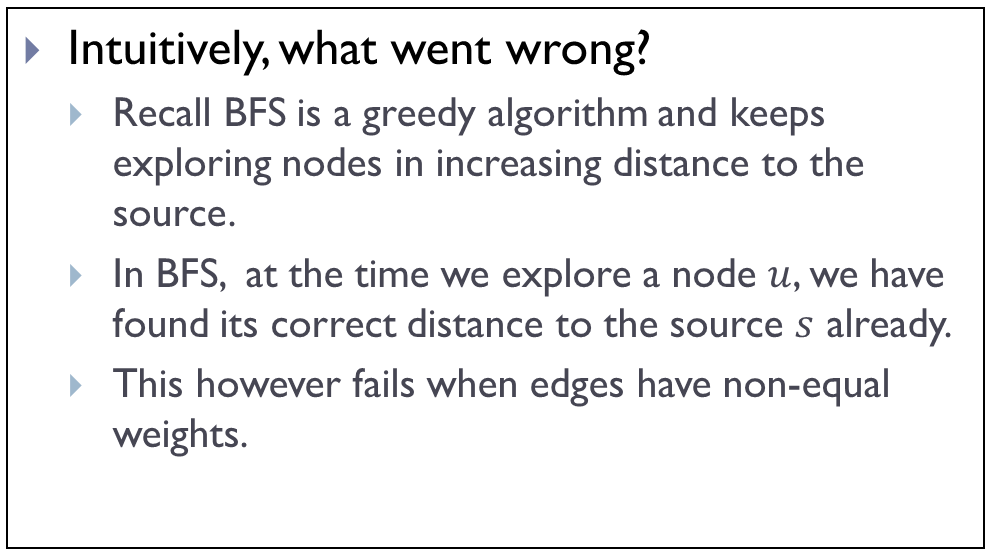 Intuitively, what went wrong?
Recall BFS is a greedy algorithm and keeps
exploring nodes in increasing distance to the
source.
In BFS,  at the time we explore a node u, we have
found its correct distance to the source s already.
This however fails when edges have non-equal
weights.